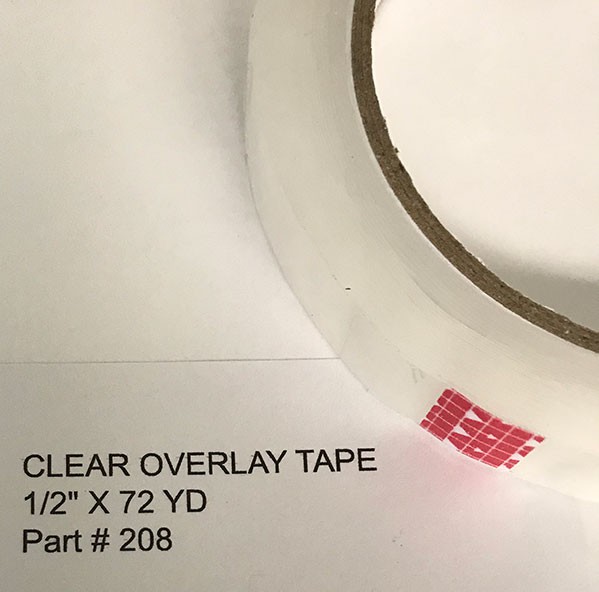 CLEAR OVERLAY TAPE
1/2" X 72 YD
Part # 208